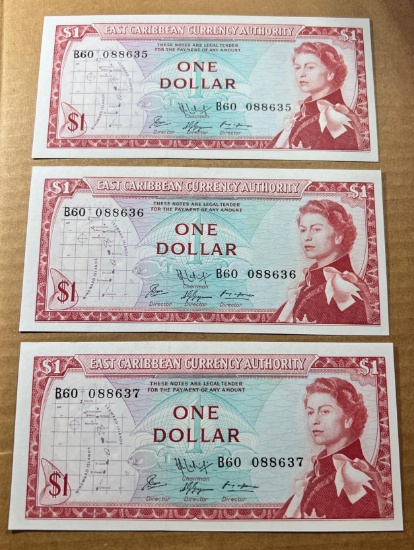 $1 EAST CARIBBEAN CURRENCY AUTHORITY $1
THESE NOTES ARE LEGAL TENDER
FOR THE PAYMENT OF ANY AMOUNT
B60 088635
ONE
DOLLAR
B60 088635
Chairman
$1
Director Director Director
$1 EAST CARIBBEAN CURRENCY AUTHORITY $1
THESE NOTES ARE LEGAL TENDER
FOR THE PAYMENT OF ANY AMOUNT
B60 088636
ONE
DOLLAR
B60 088636
Chairman
$1
Director Director Director
$1 EAST CARIBBEAN CURRENCY AUTHORITY $1
THESE NOTES ARE LEGAL TENDER
FOR THE PAYMENT OF ANY AMOUNT
B60 088637
ONE
DOLLAR
B60 088637
Chairman
$1
Director Director Director